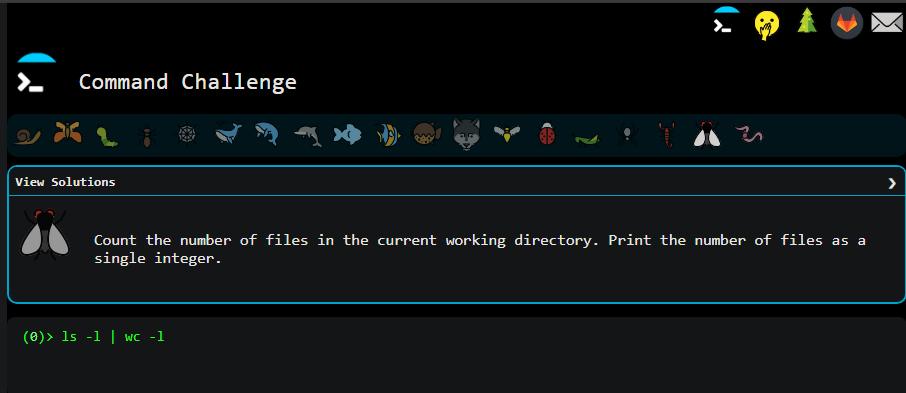 Command Challenge
View Solutions
Count the number of files in the current working directory. Print the number of files as a
single integer.
(0)> ls -l | wc -l